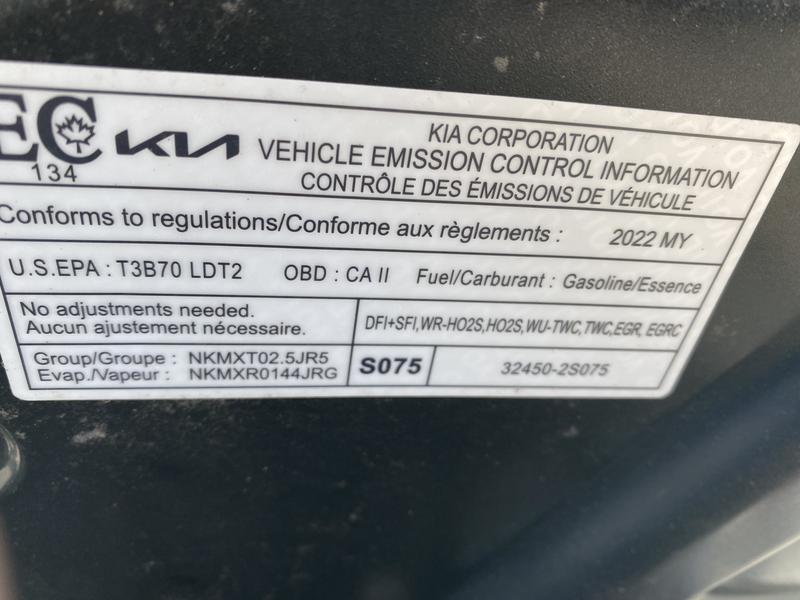 EC
134
KIA
KIA CORPORATION
VEHICLE EMISSION CONTROL INFORMATION
CONTRÔLE DES ÉMISSIONS DE VÉHICULE
Conforms to regulations/Conforme aux règlements : 2022 MY
U.S.EPA : T3B70 LDT2 OBD : CA II Fuel/Carburant : Gasoline/Essence
No adjustments needed.
Aucun ajustement nécessaire.
DFI+SFI,WR-HO2S,HO2S,WU-TWC,TWC,EGR, EGRC
Group/Groupe : NKMXT02.5JR5
Evap./Vapeur : NKMXR0144JRG
S075
32450-2S075